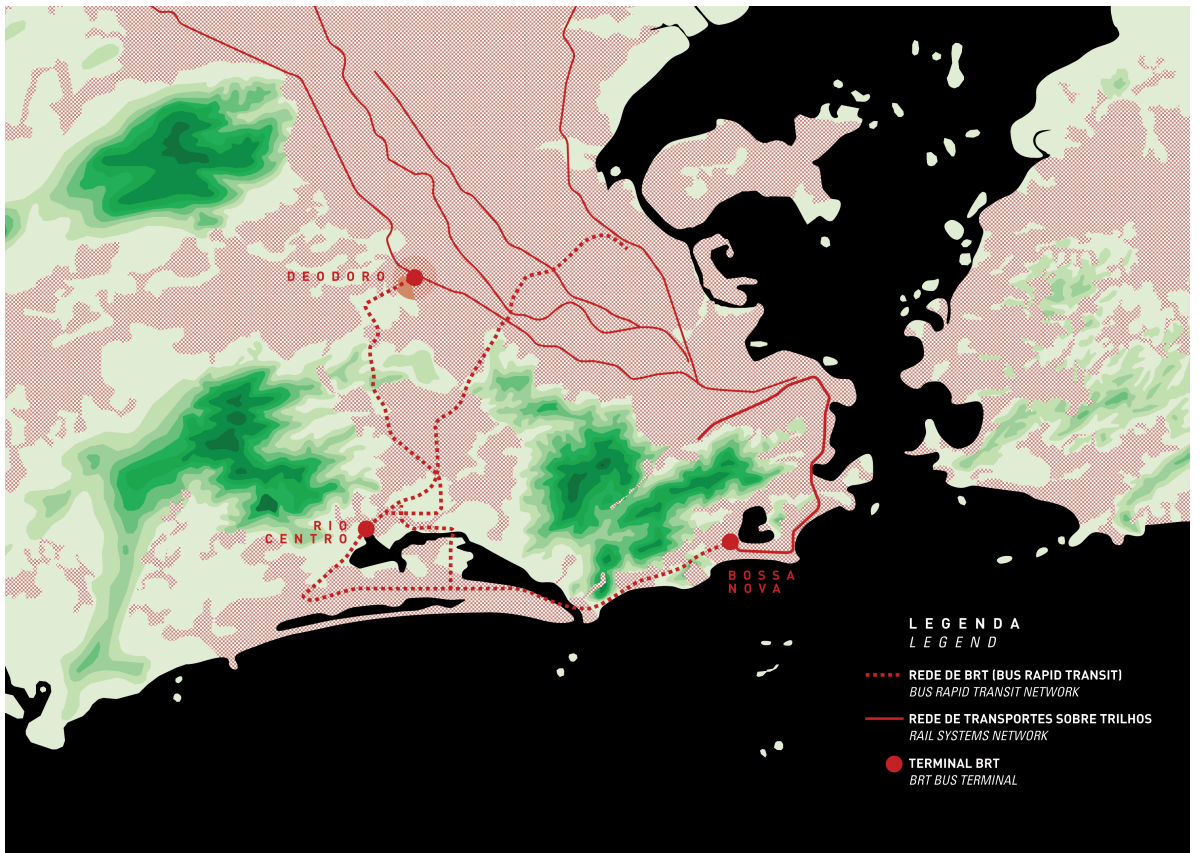 DEODORO
RIO
CENTRO
BOSSA
NOVA
LEGENDA
LEGEND
REDE DE BRT (BUS RAPID TRANSIT)
BUS RAPID TRANSIT NETWORK
REDE DE TRANSPORTES SOBRE TRILHOS
RAIL SYSTEMS NETWORK
TERMINAL BRT
BRT BUS TERMINAL